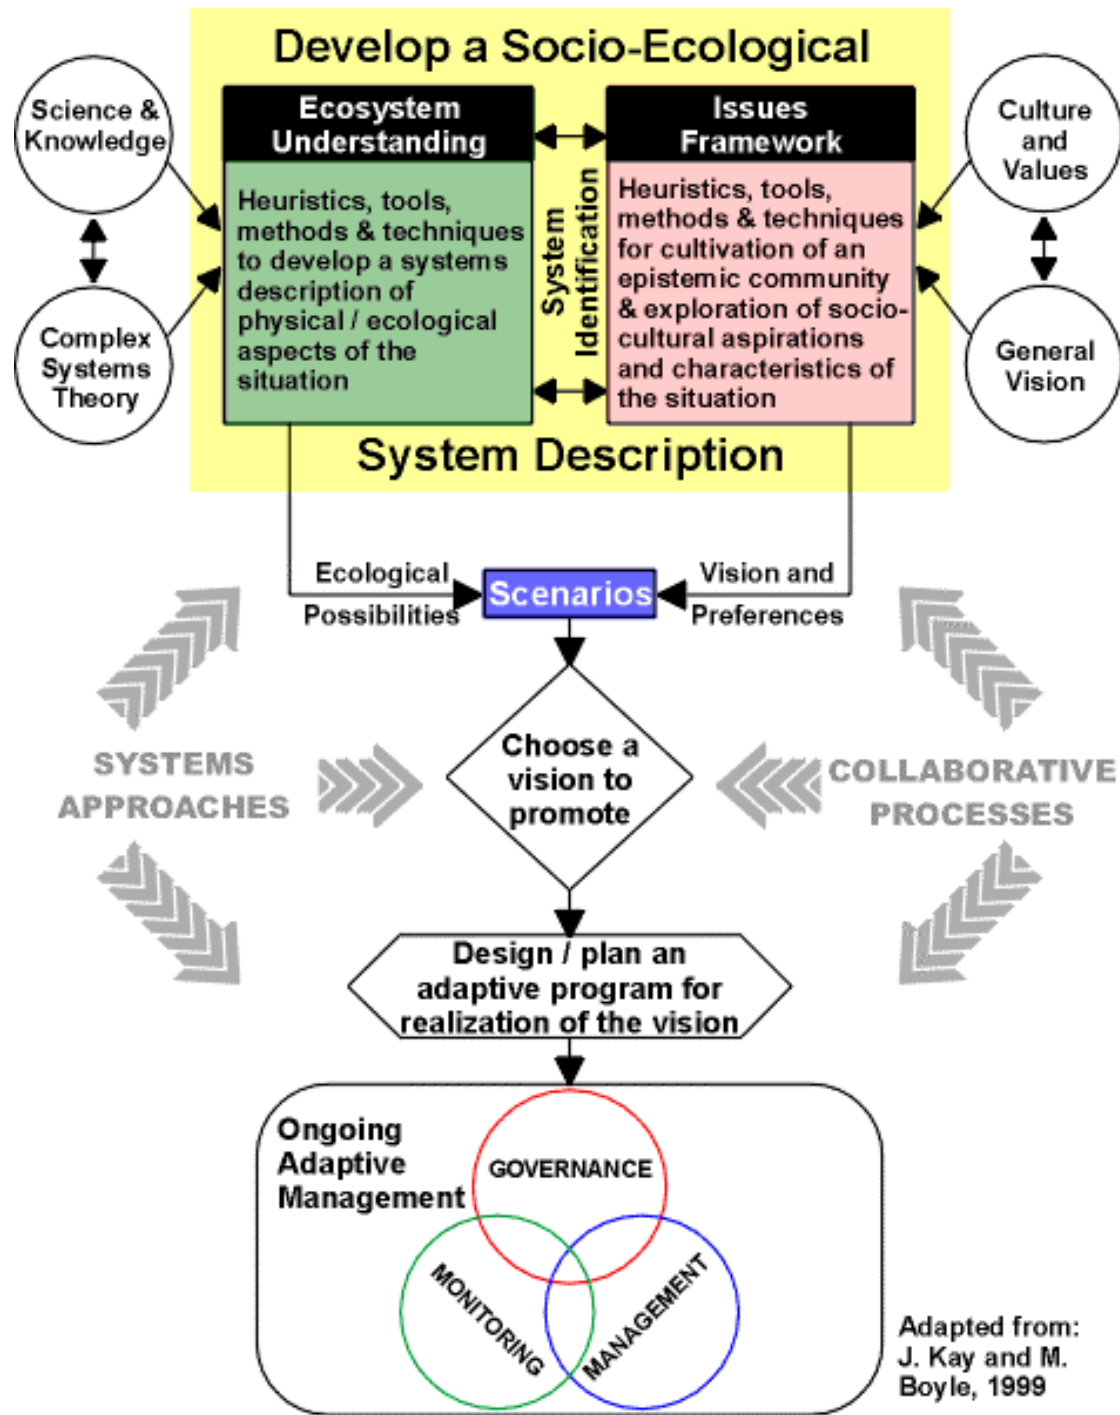 Develop a Socio-Ecological
Science &
Knowledge
Complex
Systems
Theory
Ecosystem
Understanding
Heuristics, tools,
methods & techniques
to develop a systems
description of
physical / ecological
aspects of the
situation
System
Identification
Issues
Framework
Heuristics, tools,
methods & techniques
for cultivation of an
epistemic community
& exploration of socio-
cultural aspirations
and characteristics of
the situation
Culture
and
Values
General
Vision
System Description
Ecological
Possibilities
Scenarios
Vision and
Preferences
SYSTEMS
APPROACHES
Choose a
vision to
promote
COLLABORATIVE
PROCESSES
Design / plan an
adaptive program for
realization of the vision
Ongoing
Adaptive
Management
GOVERNANCE
MONITORING
MANAGEMENT
Adapted from:
J. Kay and M.
Boyle, 1999